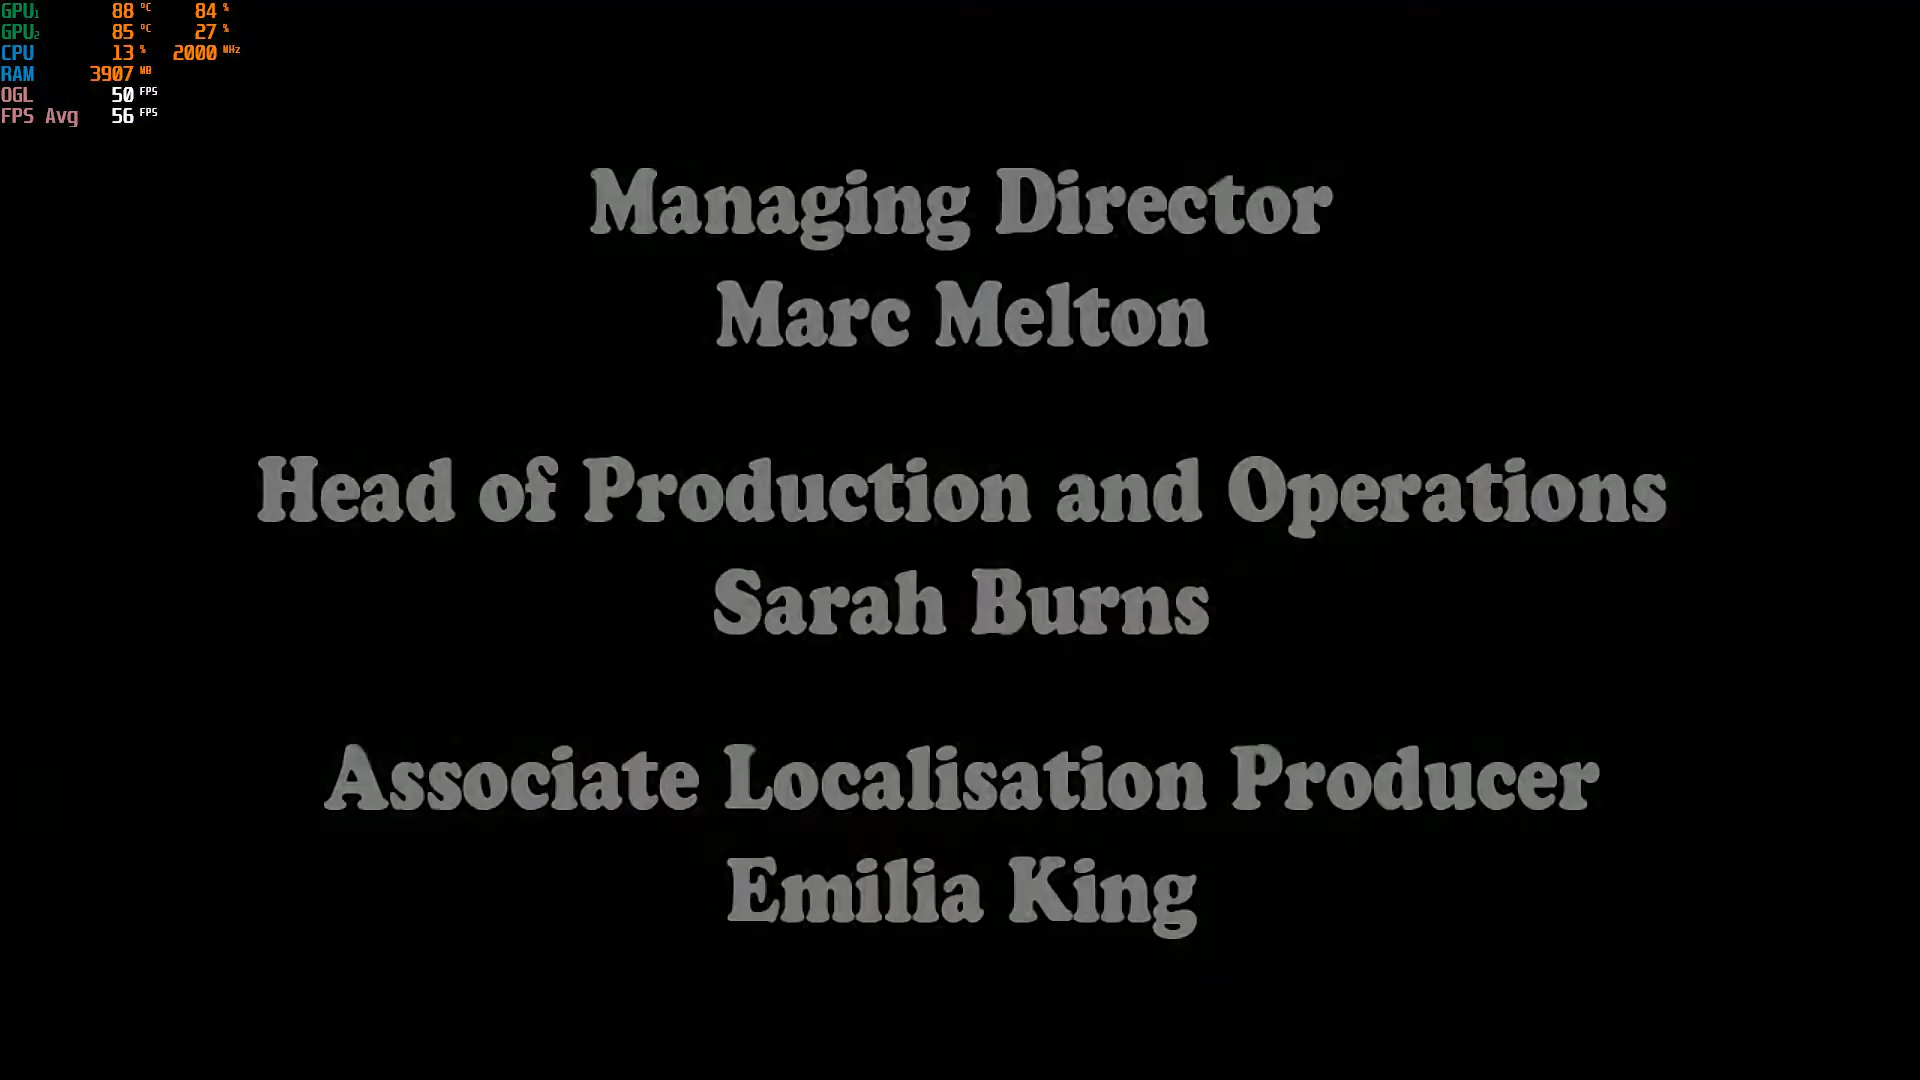 GPU1 88 °C 84 %
GPU2 85 °C 27 %
CPU 13 % 2000 MHz
RAM 3907 MB
OGL 50 FPS
FPS Avg 56 FPS
Managing Director
Marc Melton
Head of Production and Operations
Sarah Burns
Associate Localisation Producer
Emilia King